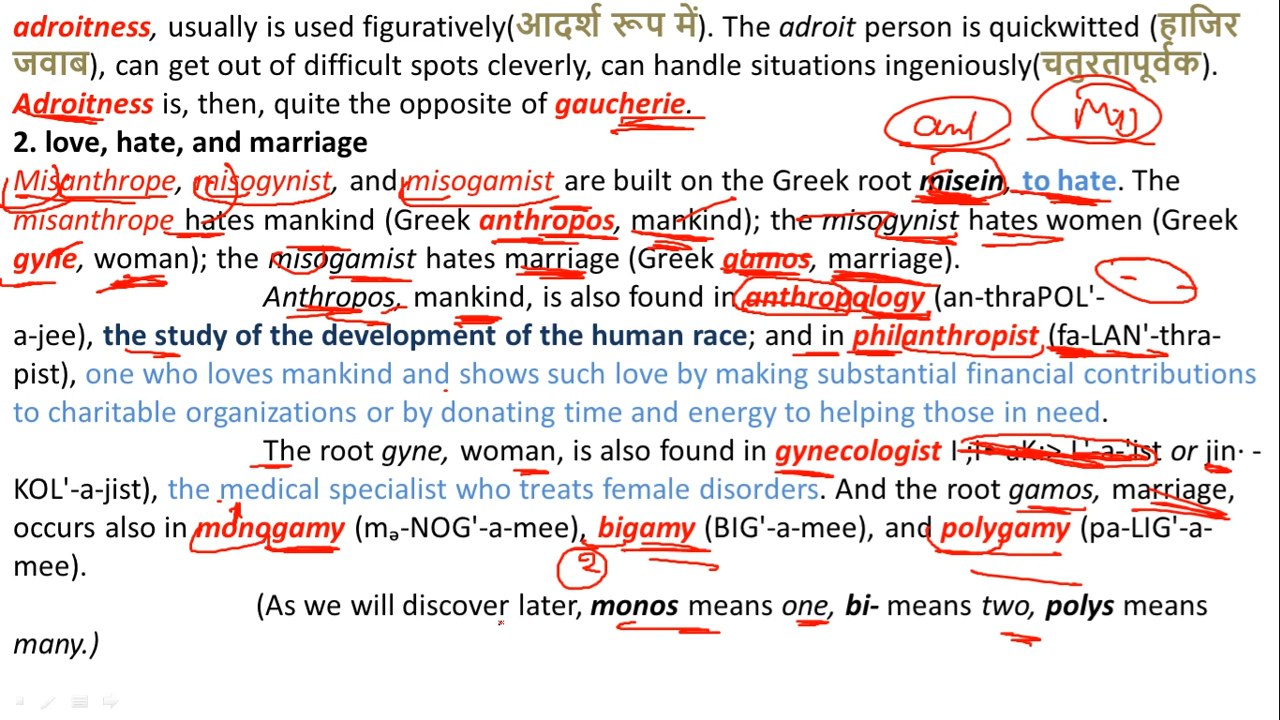 adroitness, usually is used figuratively(आदर्श रूप में). The adroit person is quickwitted (हाजिर
जवाब), can get out of difficult spots cleverly, can handle situations ingeniously(चतुरतापूर्वक).
Adroitness is, then, quite the opposite of gaucherie.
2. love, hate, and marriage
Misanthrope, misogynist, and misogamist are built on the Greek root misein, to hate. The
misanthrope hates mankind (Greek anthropos, mankind); the misogynist hates women (Greek
gyne, woman); the misogamist hates marriage (Greek gamos, marriage).
Anthropos, mankind, is also found in anthropology (an-thraPOL'-
a-jee), the study of the development of the human race; and in philanthropist (fa-LAN'-thra-
pist), one who loves mankind and shows such love by making substantial financial contributions
to charitable organizations or by donating time and energy to helping those in need.
The root gyne, woman, is also found in gynecologist or jin· -
KOL'-a-jist), the medical specialist who treats female disorders. And the root gamos, marriage,
occurs also in monogamy (mə-NOG'-a-mee), bigamy (BIG'-a-mee), and polygamy (pa-LIG'-a-
mee).
2
(As we will discover later, monos means one, bi- means two, polys means
many.)